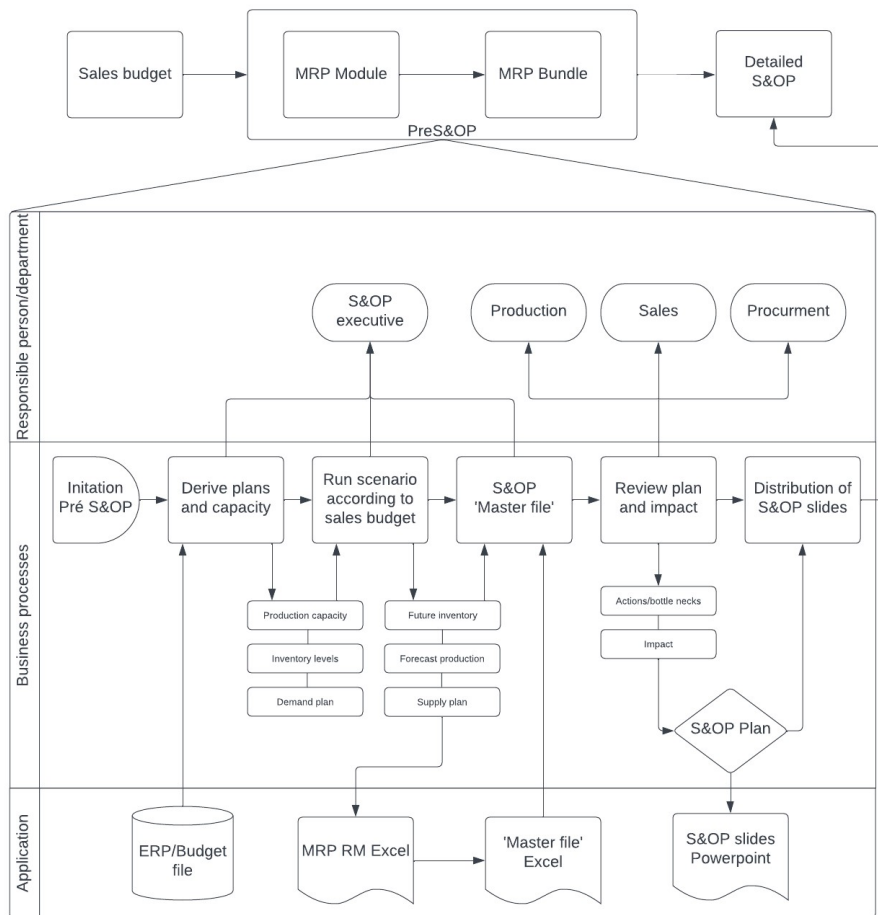 Sales budget
MRP Module
MRP Bundle
Detailed
S&OP
PreS&OP
Responsible person/department
S&OP
executive
Production
Sales
Procurment
Business processes
Initation
Pré S&OP
Derive plans
and capacity
Run scenario
according to
sales budget
S&OP
'Master file'
Review plan
and impact
Distribution of
S&OP slides
Production capacity
Inventory levels
Demand plan
Future inventory
Forecast production
Supply plan
Actions/bottle necks
Impact
S&OP Plan
Application
ERP/Budget
file
MRP RM Excel
'Master file'
Excel
S&OP slides
Powerpoint